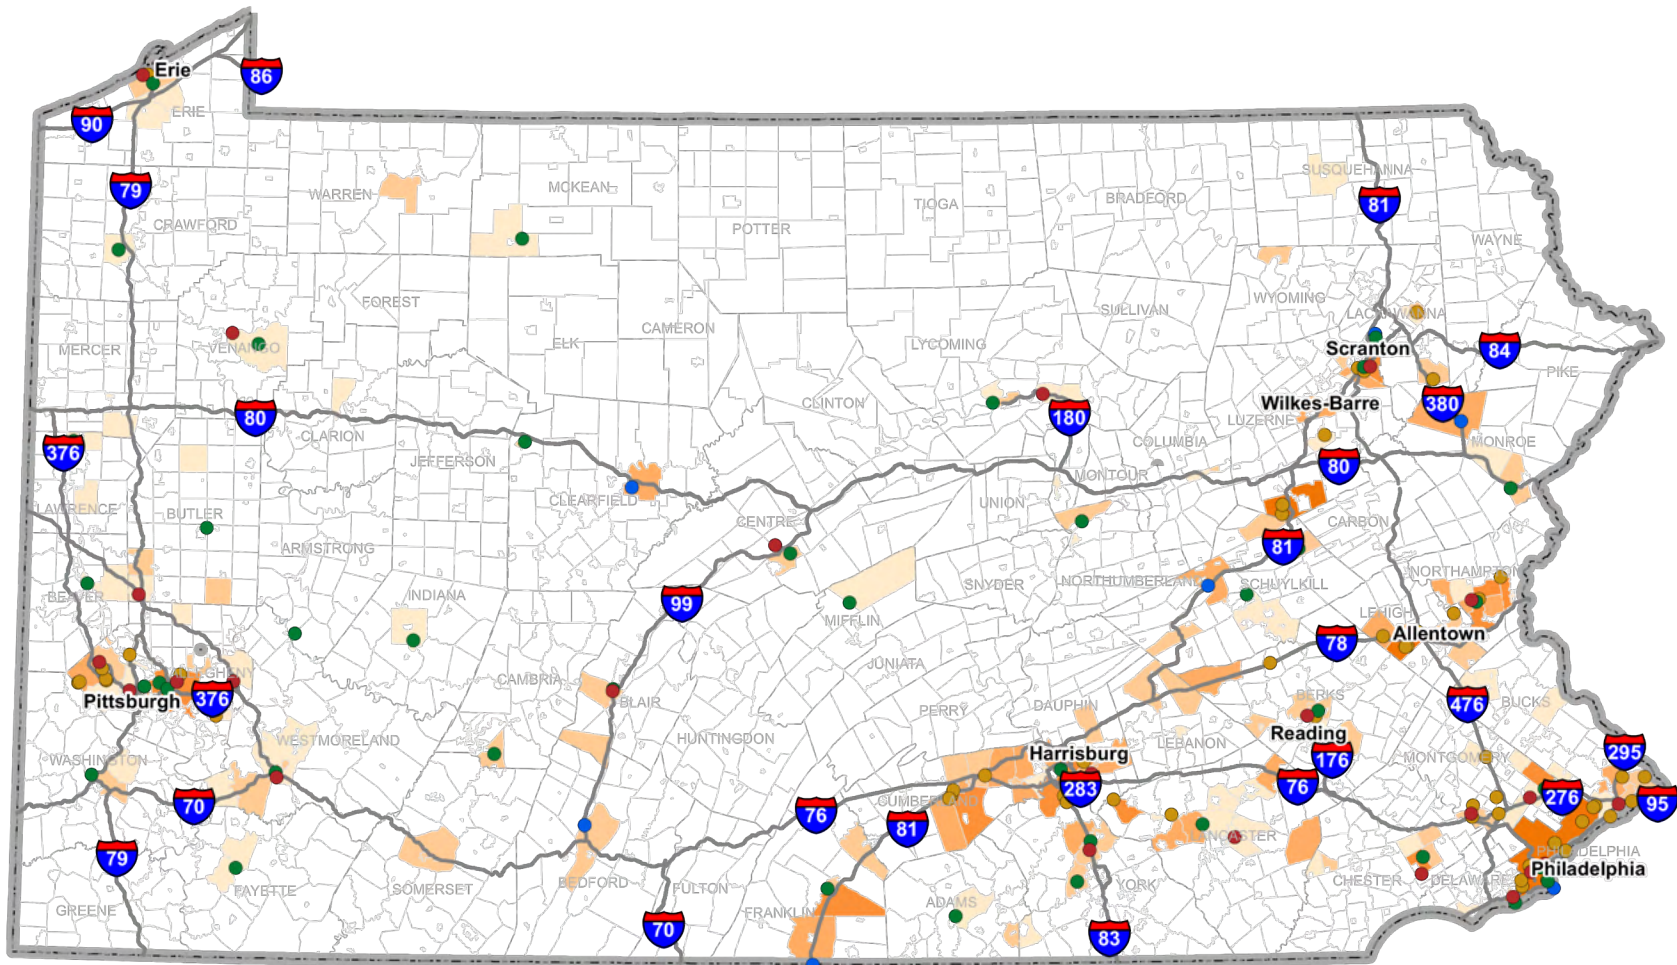 Erie
86
ERIE
90
SUSQUEHANNA
79
WARREN
MCKEAN
BRADFORD
TIOGA
81
CRAWFORD
POTTER
WAYNE
FOREST
WYOMING
SULLIVAN
LACKAWANNA
CAMERON
ELK
LYCOMING
MERCER
VENANGO
Scranton
84
PIKE
80
CLINTON
180
Wilkes-Barre
380
LUZERNE
376
CLARION
JEFFERSON
COLUMBIA
MONROE
80
MONTOUR
CLEARFIELD
UNION
LAWRENCE
BUTLER
CENTRE
CARBON
ARMSTRONG
81
NORTHAMPTON
NORTHUMBERLAND
SNYDER
SCHUYLKILL
BEAVER
INDIANA
99
MIFFLIN
LEHIGH
Allentown
78
JUNIATA
ALLEGHENY
CAMBRIA
376
Pittsburgh
BLAIR
BERKS
476
BUCKS
PERRY
DAUPHIN
Reading
WESTMORELAND
HUNTINGDON
LEBANON
Harrisburg
295
WASHINGTON
176
MONTGOMERY
283
76
276
95
70
CUMBERLAND
76
81
LANCASTER
PHILADELPHIA
79
Philadelphia
BEDFORD
SOMERSET
FAYETTE
FULTON
YORK
CHESTER
DELAWARE
ADAMS
GREENE
FRANKLIN
70
83